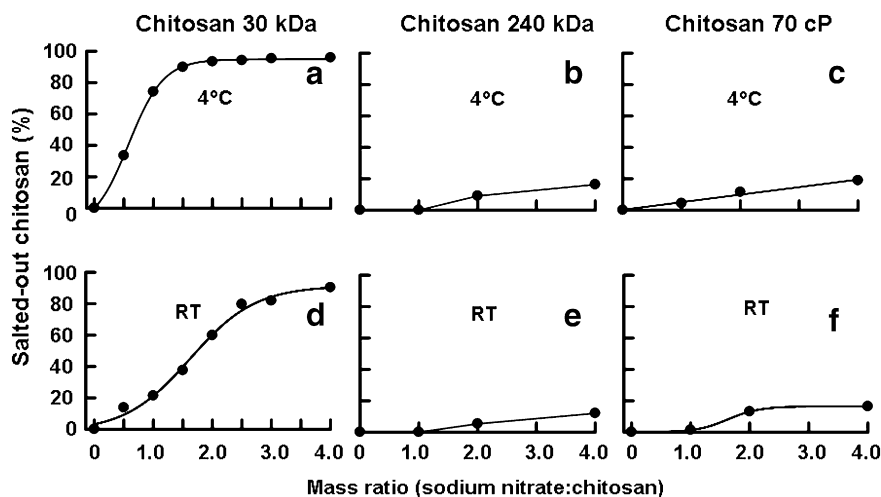 Chitosan 30 kDa Chitosan 240 kDa Chitosan 70 cP
100
80
60
40
20
0
a
4°C
b
4°C
c
4°C
Salted-out chitosan (%)
100
80
60
40
20
0
RT
d
RT
e
RT
f
0 1.0 2.0 3.0 4.0 0 1.0 2.0 3.0 4.0 0 1.0 2.0 3.0 4.0
Mass ratio (sodium nitrate:chitosan)